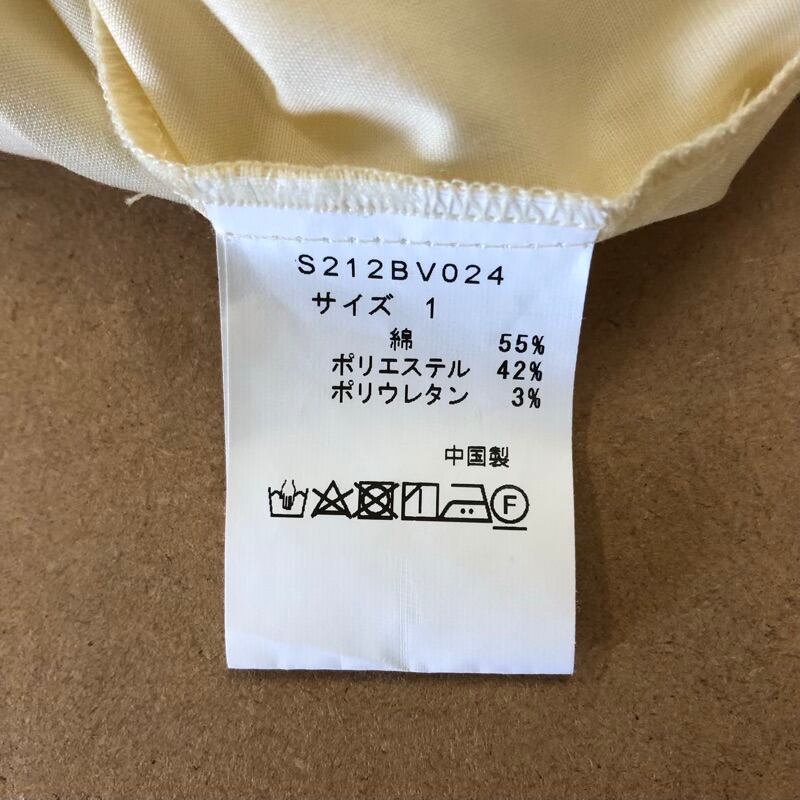 S212BV024
サイズ 1
綿 55%
ポリエステル 42%
ポリウレタン 3%
中国製
F